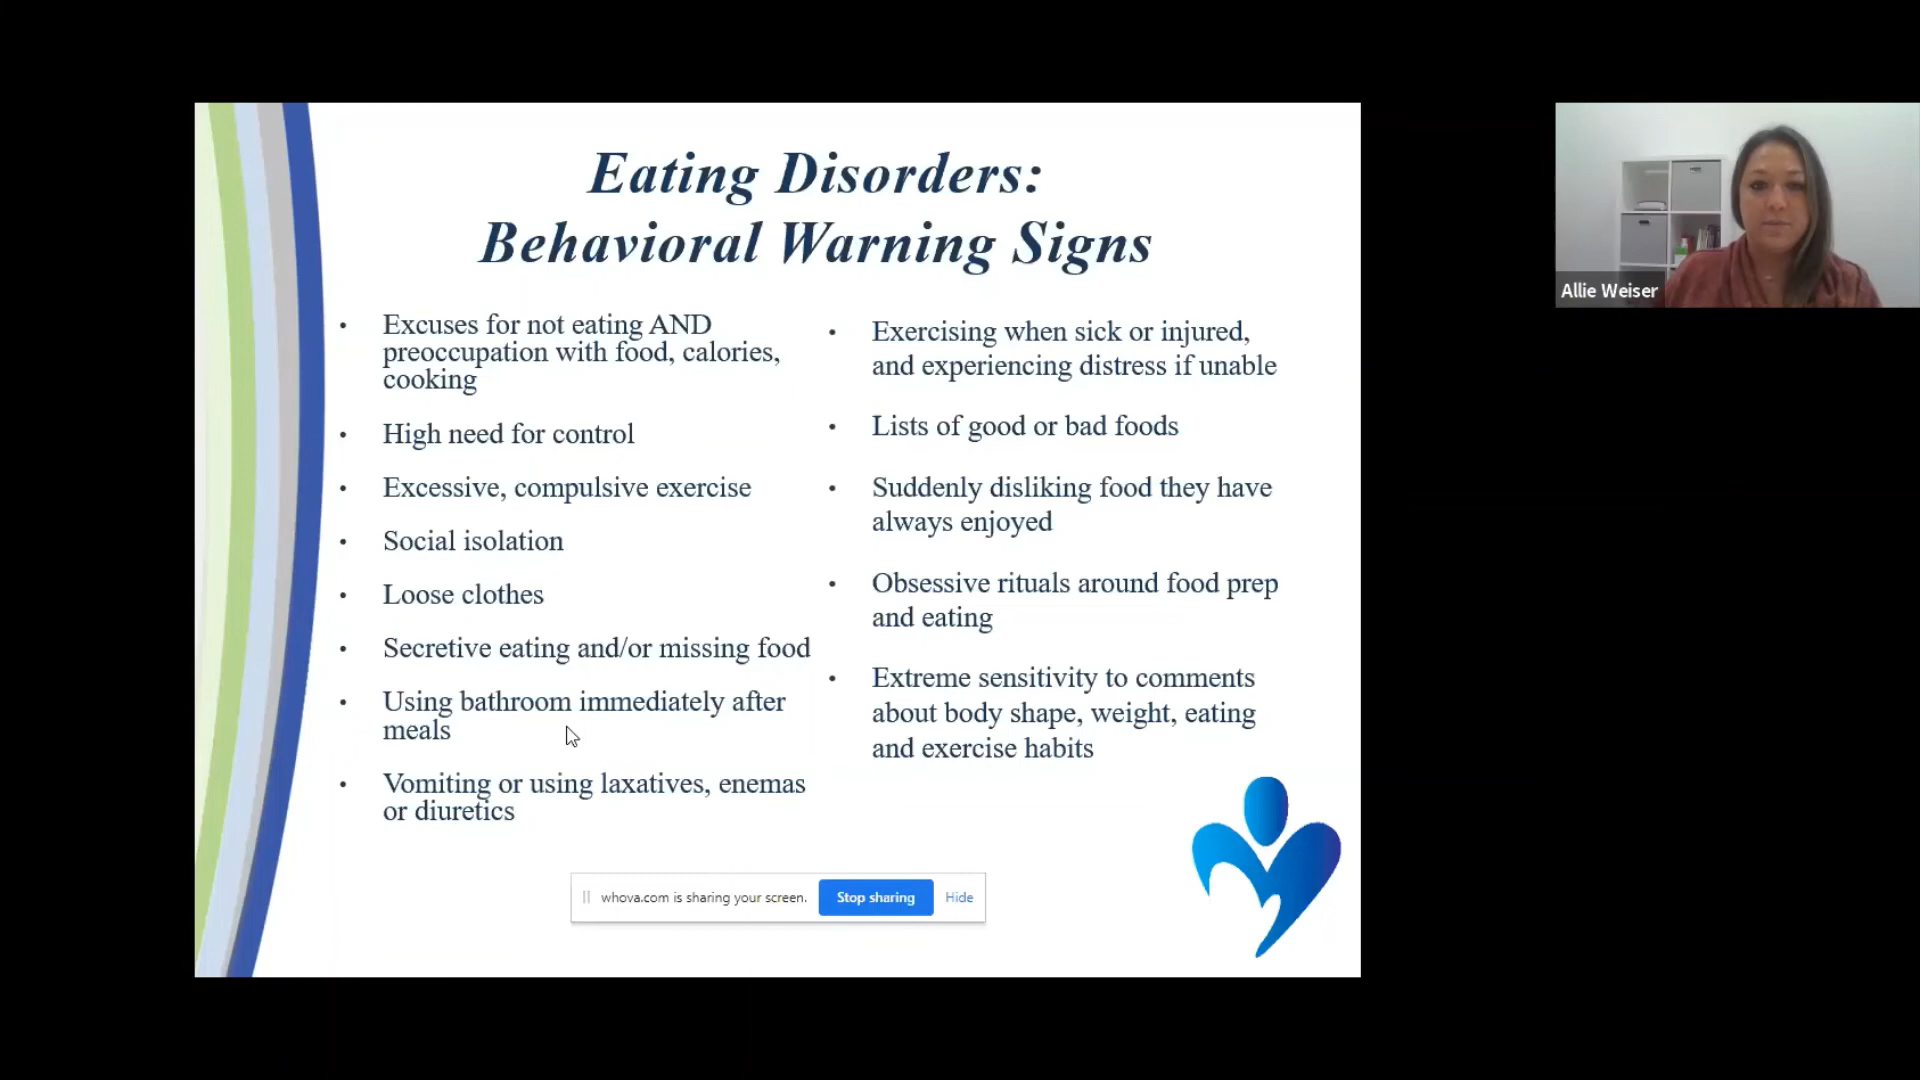 Eating Disorders:
Behavioral Warning Signs
• Excuses for not eating AND
preoccupation with food, calories,
cooking
• High need for control
• Excessive, compulsive exercise
• Social isolation
• Loose clothes
• Secretive eating and/or missing food
• Using bathroom immediately after
meals
• Vomiting or using laxatives, enemas
or diuretics
• Exercising when sick or injured,
and experiencing distress if unable
• Lists of good or bad foods
• Suddenly disliking food they have
always enjoyed
• Obsessive rituals around food prep
and eating
• Extreme sensitivity to comments
about body shape, weight, eating
and exercise habits
whova.com is sharing your screen. Stop sharing Hide
Allie Weiser